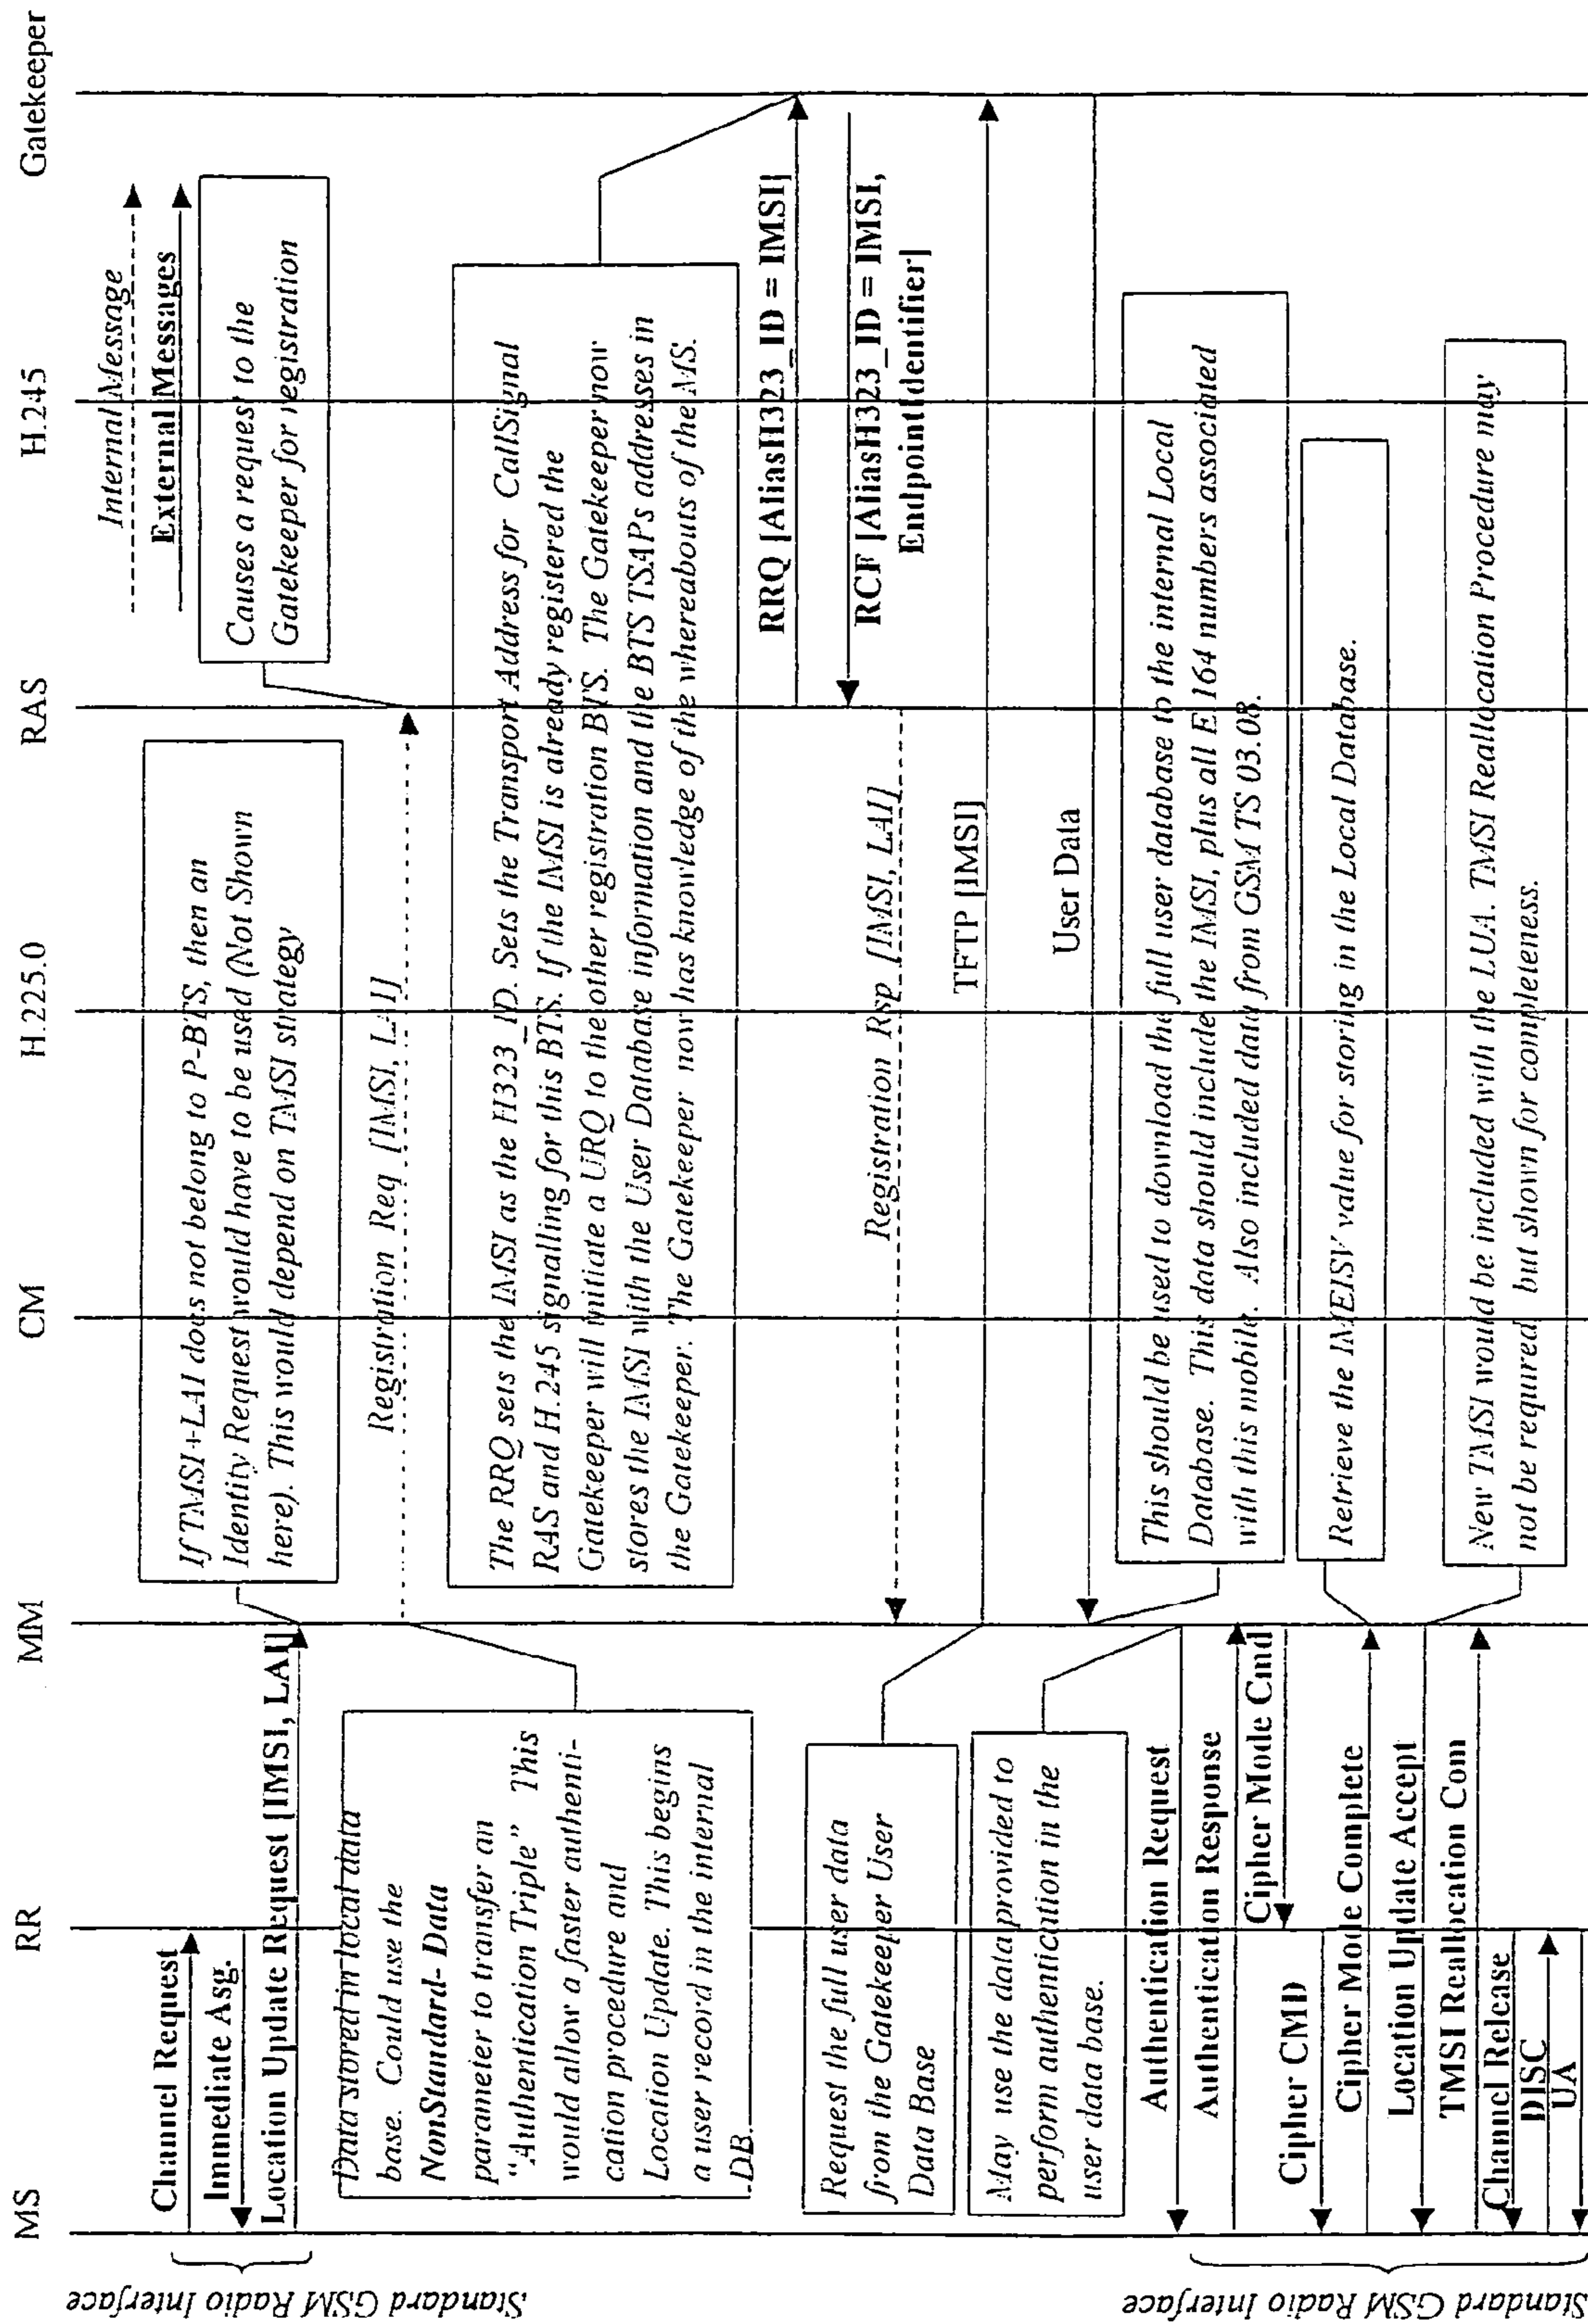 MS
RR
MM
CM
H.225.0
RAS
H.245
Gatekeeper
Internal Message
External Messages
Standard GSM Radio Interface
Channel Request
Immediate Asg.
Location Update Request [IMSI, LAI]
If TMSI+LAI does not belong to P-BTS, then an
Identity Request would have to be used (Not Shown
here). This would depend on TMSI strategy
Causes a request to the
Gatekeeper for registration
Registration Req [IMSI, LAI]
Data stored in local data
base. Could use the
NonStandard- Data
parameter to transfer an
"Authentication Triple" This
would allow a faster authenti-
cation procedure and
Location Update. This begins
a user record in the internal
DB.
The RRQ sets the IMSI as the H323_ID. Sets the Transport Address for CallSignal
RAS and H.245 signalling for this BTS. If the IMSI is already registered the
Gatekeeper will initiate a URQ to the other registration BTS. The Gatekeeper now
stores the IMSI with the User Database information and the BTS TSAPs addresses in
the Gatekeeper. The Gatekeeper now has knowledge of the whereabouts of the MS.
RRQ [AliasH323_ID = IMSI]
RCF [AliasH323_ID = IMSI,
EndpointIdentifier]
Registration Rsp [IMSI, LAI]
Request the full user data
from the Gatekeeper User
Data Base
TFTP [IMSI]
User Data
May use the data provided to
perform authentication in the
user data base.
This should be used to download the full user database to the internal Local
Database. This data should include the IMSI, plus all E164 numbers associated
with this mobile. Also included data from GSM TS 03.08.
Authentication Request
Authentication Response
Cipher Mode Cmd
Cipher CMD
Cipher Mode Complete
Retrieve the IMEISV value for storing in the Local Database.
Location Update Accept
TMSI Reallocation Com
New TMSI would be included with the LUA. TMSI Reallocation Procedure may
not be required, but shown for completeness.
Channel Release
DISC
UA
Standard GSM Radio Interface